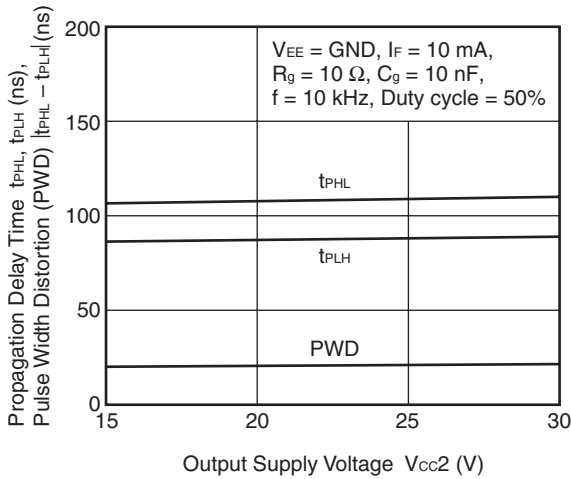 Propagation Delay Time tPHL, tPLH (ns),
Pulse Width Distortion (PWD) |tPHL – tPLH|(ns)
200
150
100
50
0
VEE = GND, IF = 10 mA,
Rg = 10 Ω, Cg = 10 nF,
f = 10 kHz, Duty cycle = 50%
tPHL
tPLH
PWD
15 20 25 30
Output Supply Voltage VCC2 (V)